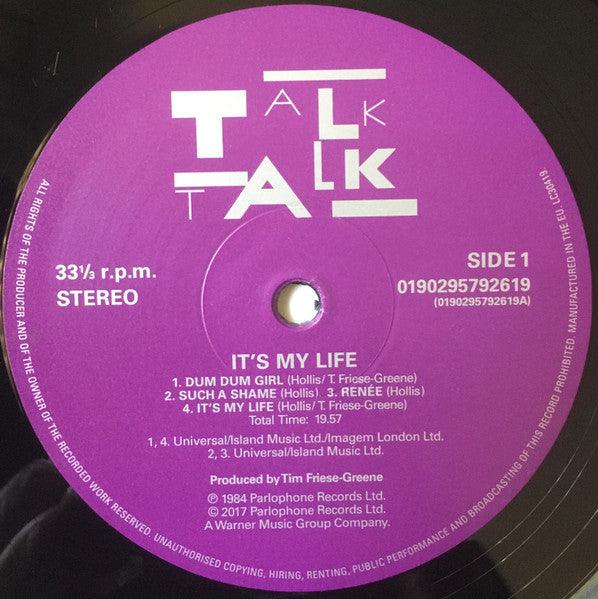 TALK
TALK
33⅓ r.p.m.
STEREO
SIDE 1
0190295792619
(0190295792619A)
IT'S MY LIFE
1. DUM DUM GIRL (Hollis/ T. Friese-Greene)
2. SUCH A SHAME (Hollis) 3. RENÉE (Hollis)
4. IT'S MY LIFE (Hollis/ T. Friese-Greene)
Total Time: 19.57
1, 4. Universal/Island Music Ltd./Imagem London Ltd.
2, 3. Universal/Island Music Ltd.
Produced by Tim Friese-Greene
℗ 1984 Parlophone Records Ltd.
© 2017 Parlophone Records Ltd.
A Warner Music Group Company.
ALL RIGHTS OF THE PRODUCER AND OF THE OWNER OF THE RECORDED WORK RESERVED. UNAUTHORISED COPYING, HIRING, RENTING, PUBLIC PERFORMANCE AND BROADCASTING OF THIS RECORD PROHIBITED. MANUFACTURED IN THE EU. LC30419.